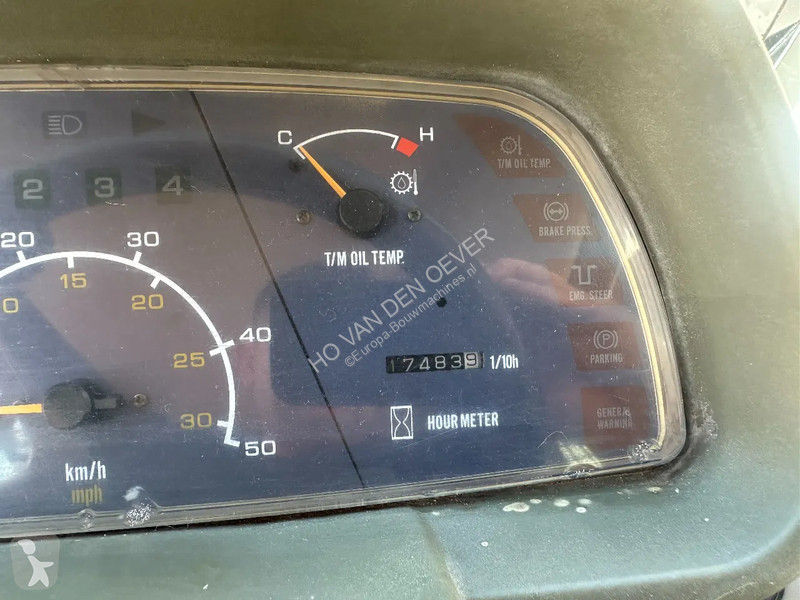 C H
T/M OIL TEMP.
2 3 4
BRAKE PRESS.
T/M OIL TEMP.
20 30
0 15 20
EMG. STEER
HO VAN DEN OEVER
©Europa-Bouwmachines.nl
40
25
P
PARKING
174839 1/10h
30
50
HOUR METER
GENERAL
WARNING
km/h
mph